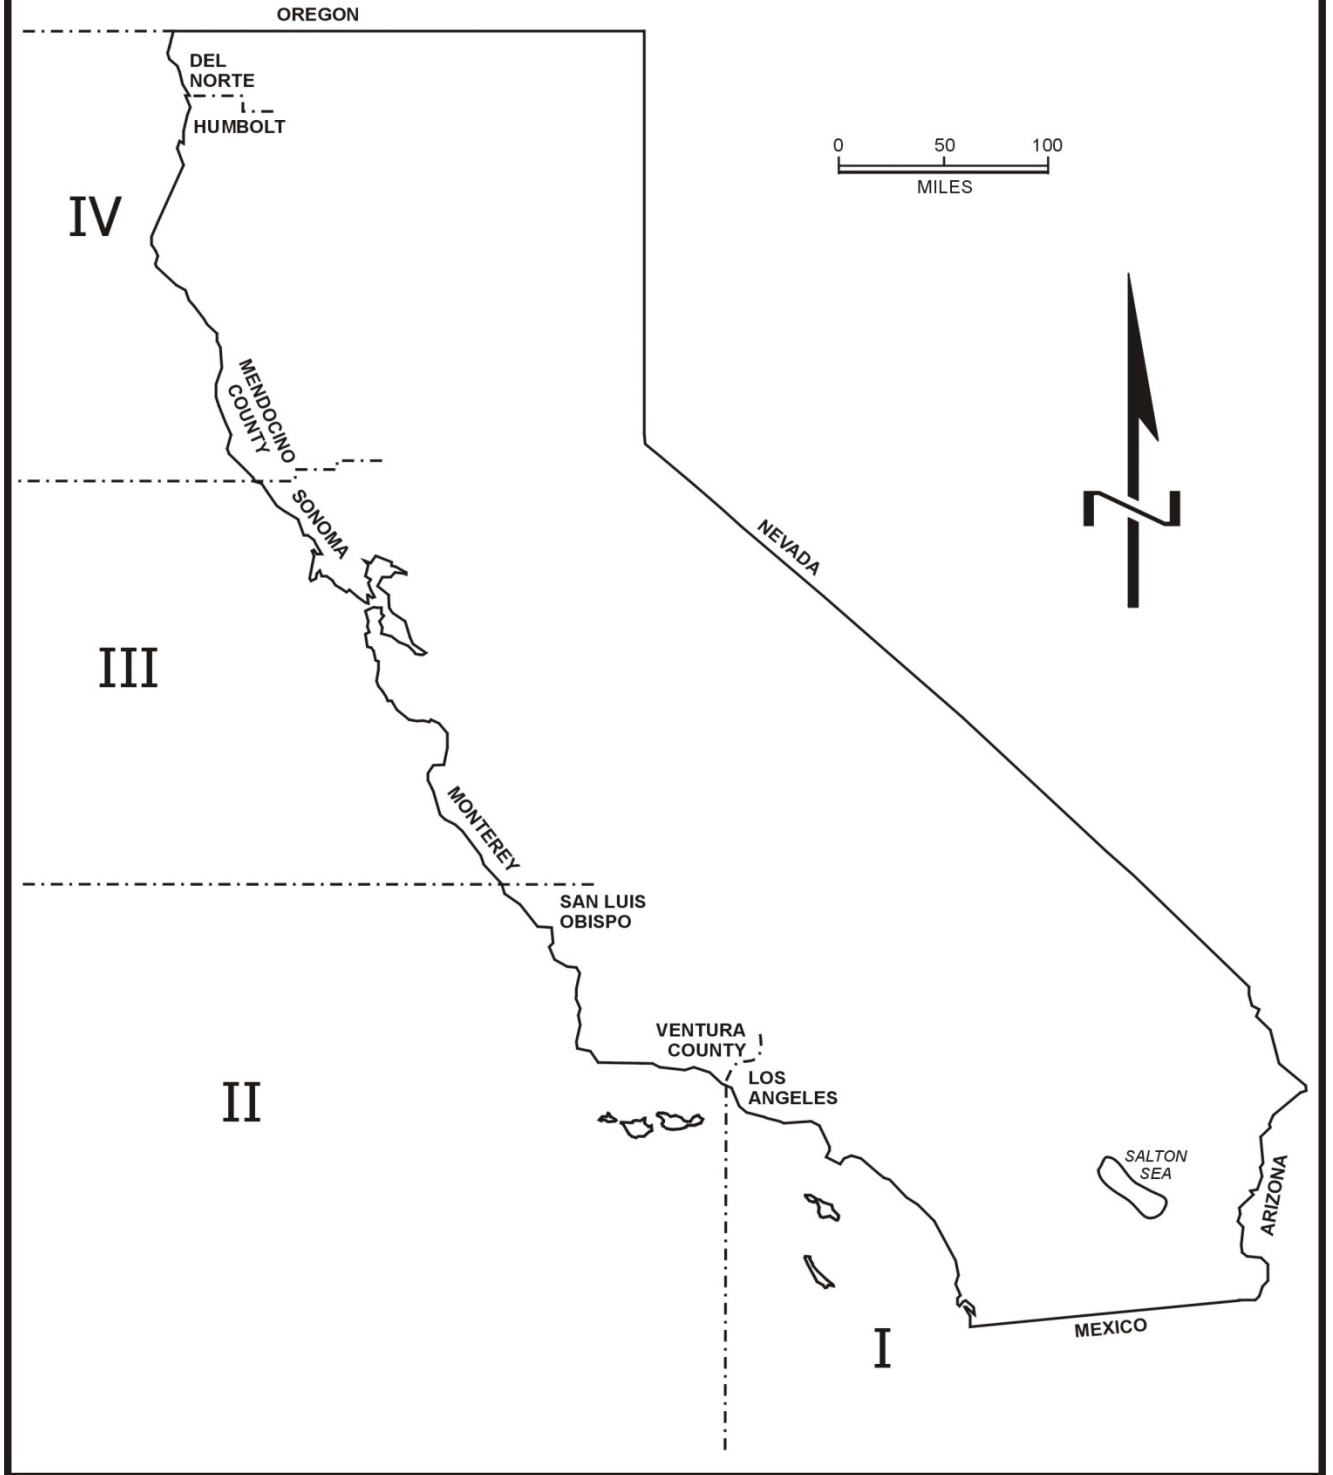 OREGON
DEL
NORTE
HUMBOLT
0 50 100
MILES
IV
MENDOCINO
COUNTY
SONOMA
NEVADA
N
III
MONTEREY
SAN LUIS
OBISPO
VENTURA
COUNTY
LOS
ANGELES
II
SALTON
SEA
ARIZONA
MEXICO
I